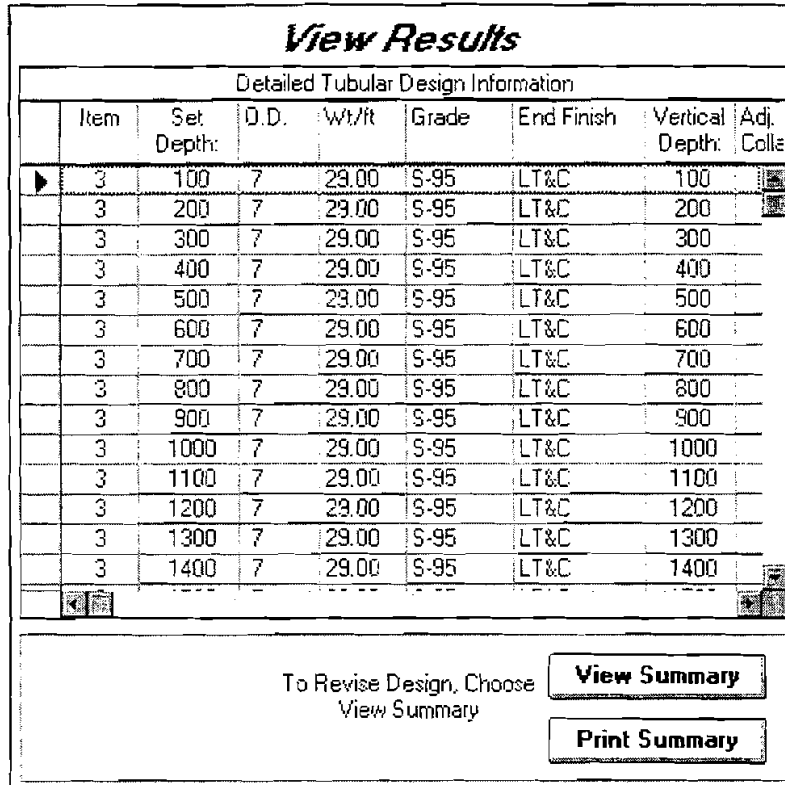 View Results
Detailed Tubular Design Information
Item Set Depth: O.D. Wt/ft Grade End Finish Vertical Depth: Adj. Colla
3 100 7 29.00 S-95 LT&C 100
3 200 7 29.00 S-95 LT&C 200
3 300 7 29.00 S-95 LT&C 300
3 400 7 29.00 S-95 LT&C 400
3 500 7 29.00 S-95 LT&C 500
3 600 7 29.00 S-95 LT&C 600
3 700 7 29.00 S-95 LT&C 700
3 800 7 29.00 S-95 LT&C 800
3 900 7 29.00 S-95 LT&C 900
3 1000 7 29.00 S-95 LT&C 1000
3 1100 7 29.00 S-95 LT&C 1100
3 1200 7 29.00 S-95 LT&C 1200
3 1300 7 29.00 S-95 LT&C 1300
3 1400 7 29.00 S-95 LT&C 1400
To Revise Design, Choose
View Summary
View Summary
Print Summary